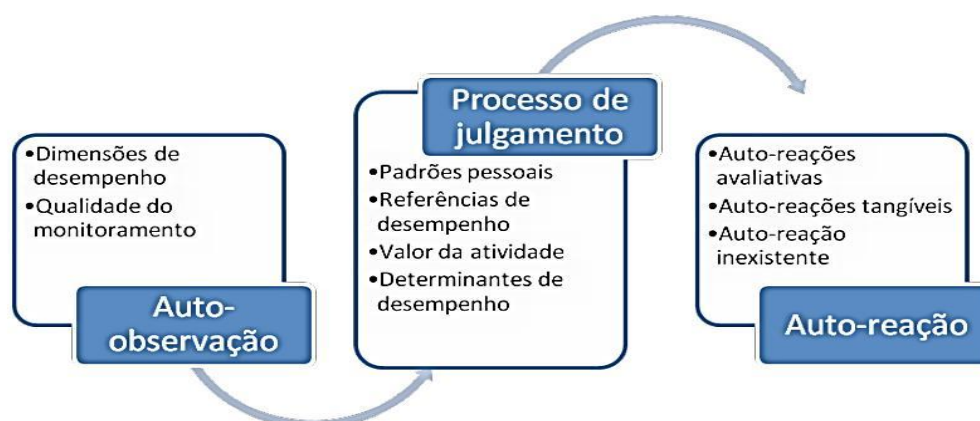 •Dimensões de
desempenho
•Qualidade do
monitoramento
Auto-
observação
Processo de
julgamento
•Padrões pessoais
•Referências de
desempenho
•Valor da atividade
•Determinantes de
desempenho
•Auto-reações
avaliativas
•Auto-reações tangíveis
•Auto-reação
inexistente
Auto-reação